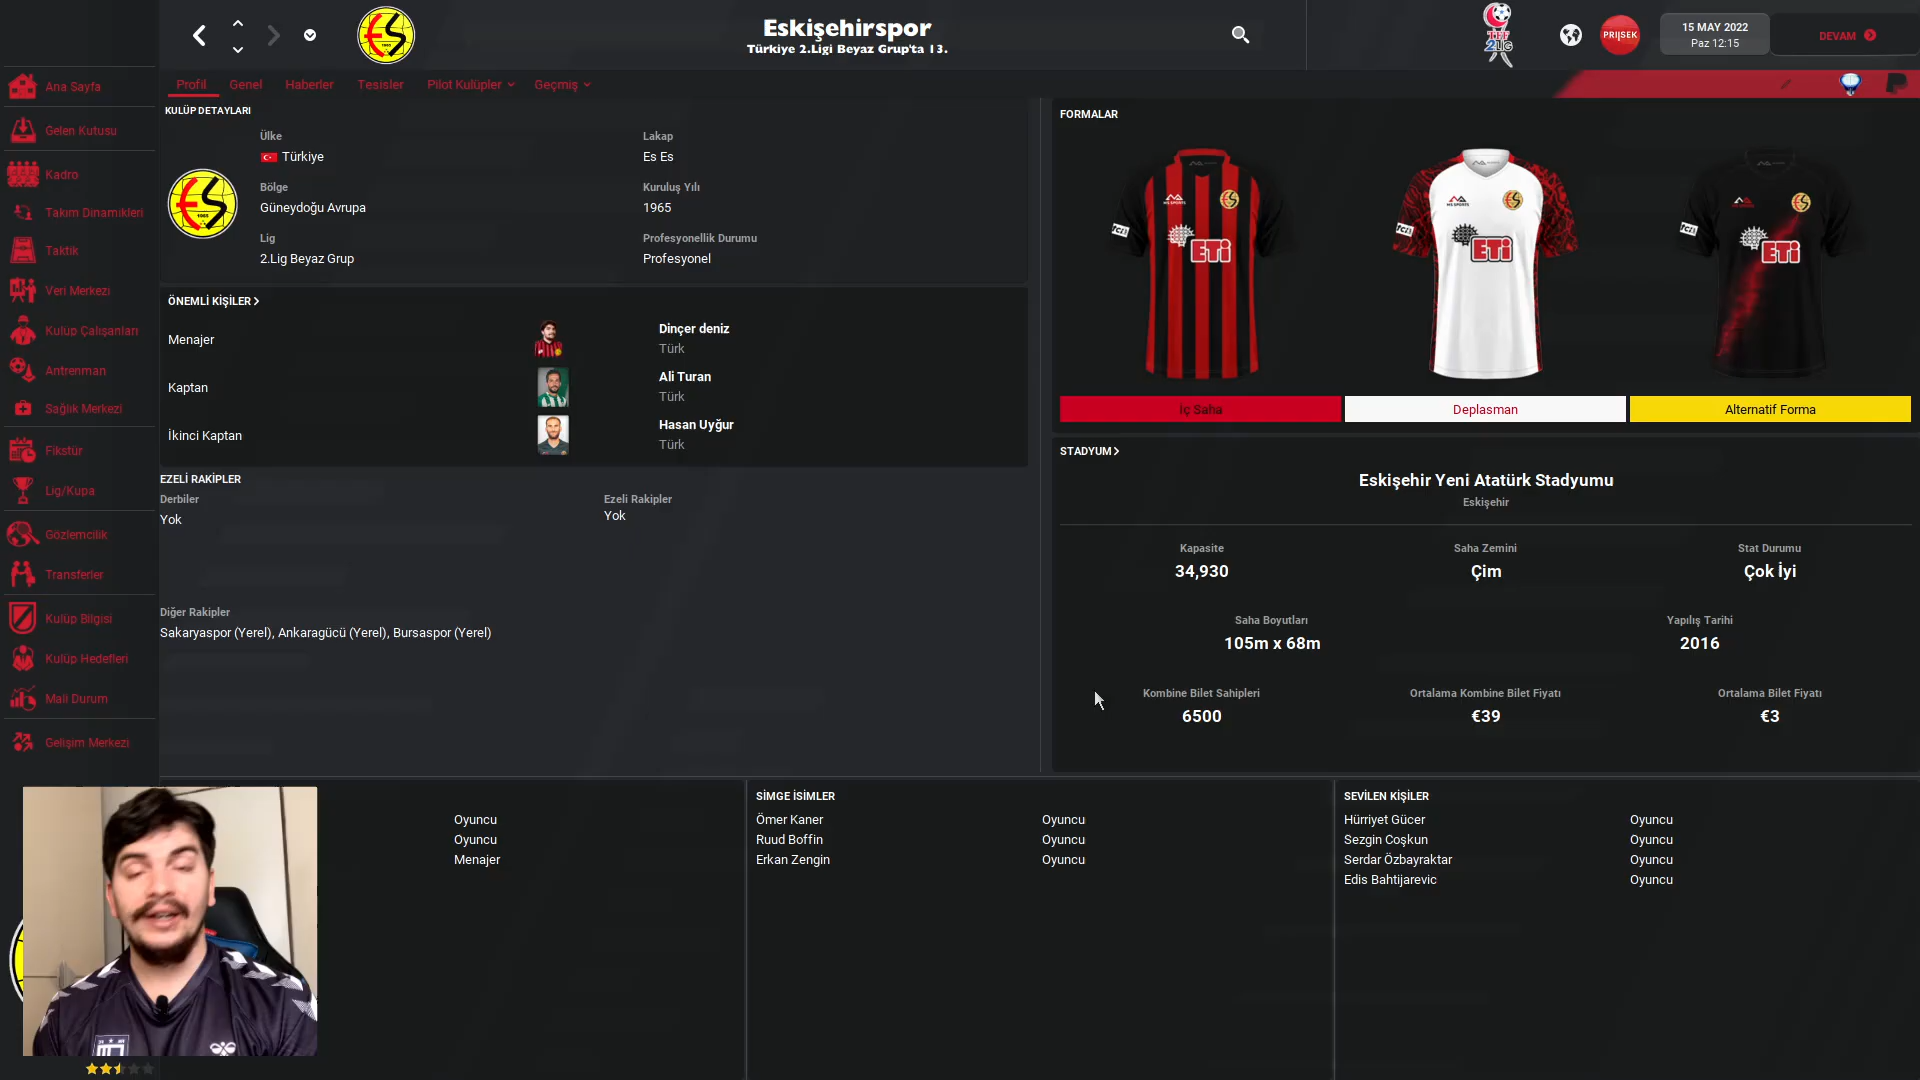 Eskişehirspor
Türkiye 2.Ligi Beyaz Grup'ta 13.
TFF
2.LIG
PRI|SEK
15 MAY 2022
Paz 12:15
DEVAM
Ana Sayfa
Gelen Kutusu
Kadro
Takım Dinamikleri
Taktik
Veri Merkezi
Kulüp Çalışanları
Antrenman
Sağlık Merkezi
Fikstür
Lig/Kupa
Gözlemcilik
Transferler
Kulüp Bilgisi
Kulüp Hedefleri
Mali Durum
Gelişim Merkezi
Profil Genel Haberler Tesisler Pilot Kulüpler Geçmiş
KULÜP DETAYLARI
Ülke
Türkiye
Lakap
Es Es
Bölge
Güneydoğu Avrupa
Kuruluş Yılı
1965
Lig
2.Lig Beyaz Grup
Profesyonellik Durumu
Profesyonel
ÖNEMLİ KİŞİLER
Menajer
Dinçer deniz
Türk
Kaptan
Ali Turan
Türk
İkinci Kaptan
Hasan Uyğur
Türk
EZELİ RAKİPLER
Derbiler
Yok
Ezeli Rakipler
Yok
Diğer Rakipler
Sakaryaspor (Yerel), Ankaragücü (Yerel), Bursaspor (Yerel)
FORMALAR
ETİ
ETİ
ETİ
İç Saha
Deplasman
Alternatif Forma
STADYUM
Eskişehir Yeni Atatürk Stadyumu
Eskişehir
Kapasite
34,930
Saha Zemini
Çim
Stat Durumu
Çok İyi
Saha Boyutları
105m x 68m
Yapılış Tarihi
2016
Kombine Bilet Sahipleri
6500
Ortalama Kombine Bilet Fiyatı
€39
Ortalama Bilet Fiyatı
€3
Oyuncu
Oyuncu
Menajer
SİMGE İSİMLER
Ömer Kaner Oyuncu
Ruud Boffin Oyuncu
Erkan Zengin Oyuncu
SEVİLEN KİŞİLER
Hürriyet Gücer Oyuncu
Sezgin Coşkun Oyuncu
Serdar Özbayraktar Oyuncu
Edis Bahtijarevic Oyuncu